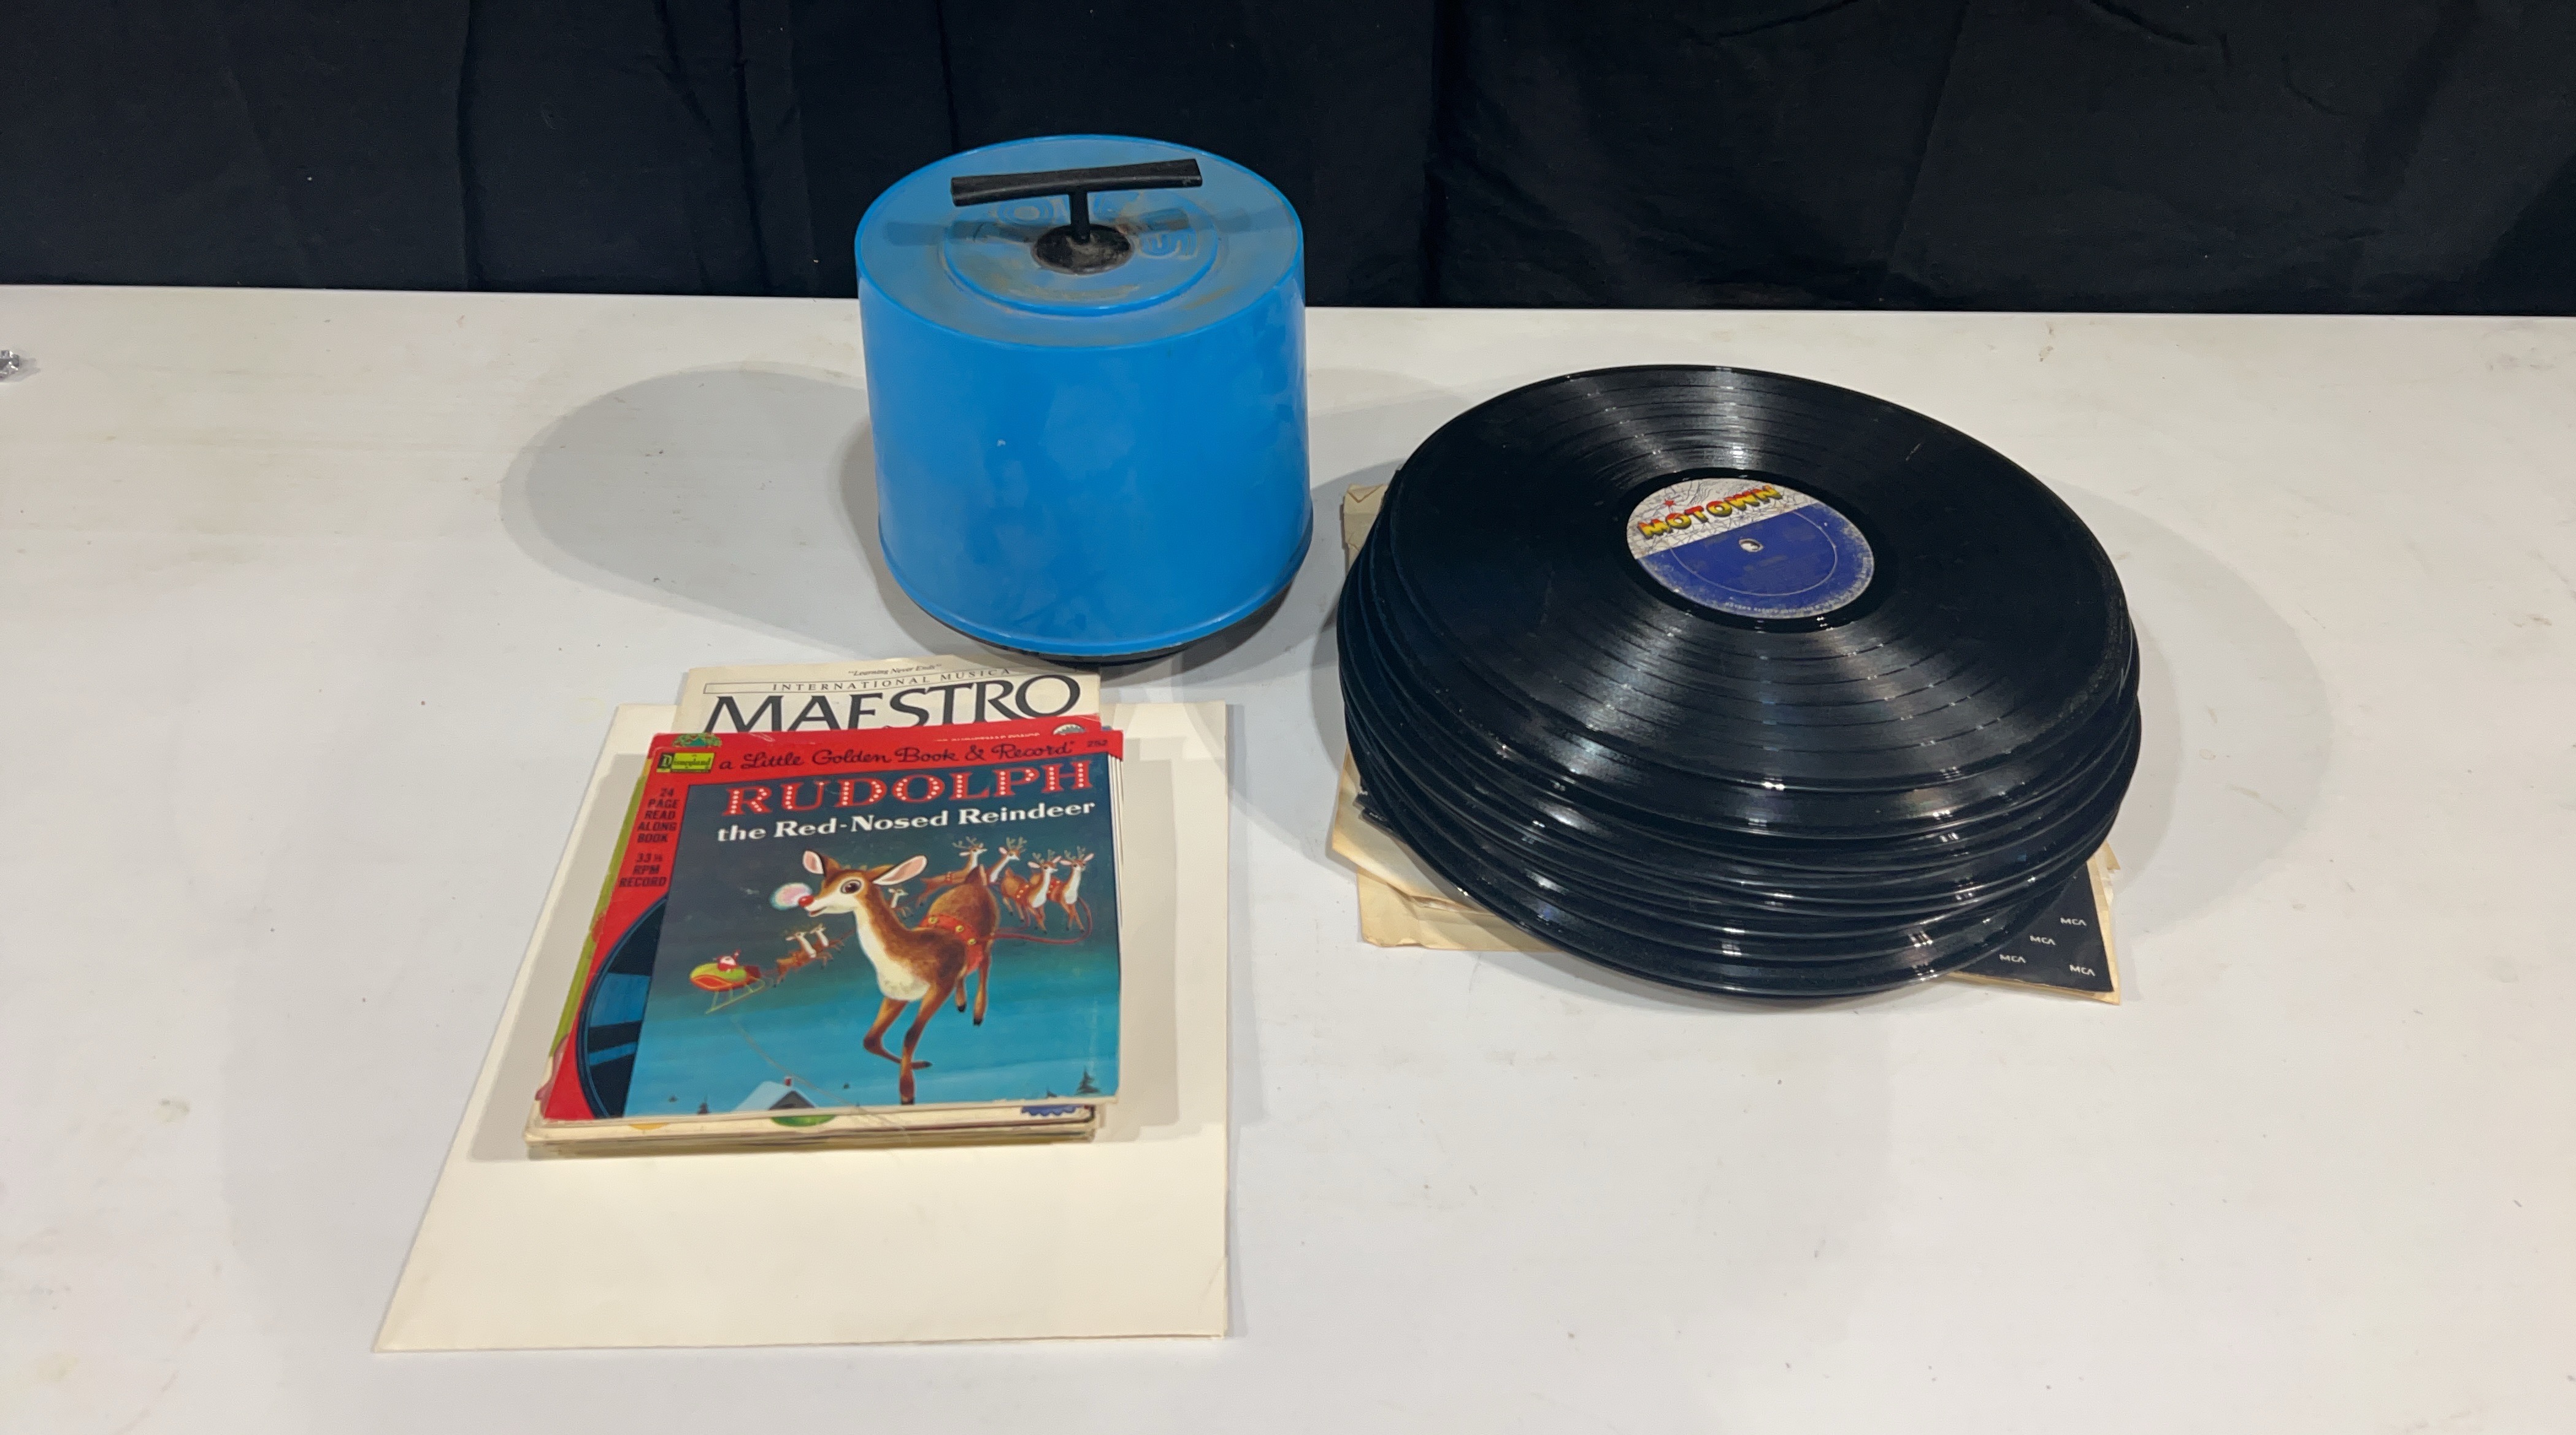 "Learning Never Ends"
INTERNATIONAL MUSICA
MAESTRO
Disneyland
a Little Golden Book & Record
252
RUDOLPH
the Red-Nosed Reindeer
24
PAGE
READ
ALONG
BOOK
33⅓
RPM
RECORD
MOTOWN
MCA
MCA
MCA
MCA